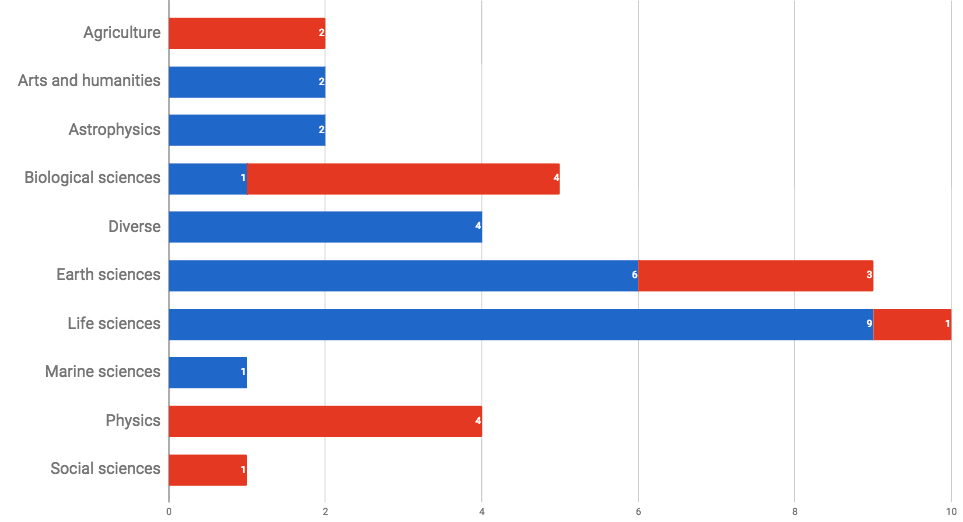 Agriculture 2
Arts and humanities 2
Astrophysics 2
Biological sciences 1 4
Diverse 4
Earth sciences 6 3
Life sciences 9 1
Marine sciences 1
Physics 4
Social sciences 1
0 2 4 6 8 10